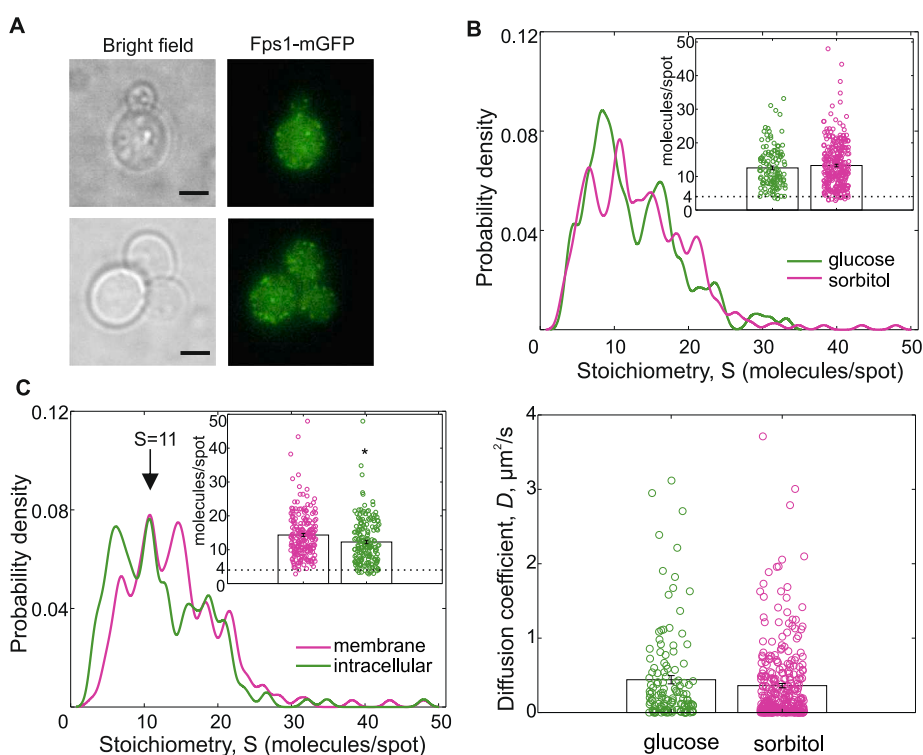 A
Bright field
Fps1-mGFP
B
0.12
0.08
0.04
Probability density
0
10
20
30
40
50
Stoichiometry, S (molecules/spot)
50
40
30
20
10
4
0
molecules/spot
glucose
sorbitol
C
0.12
0.08
0.04
Probability density
S=11
0
10
20
30
40
50
Stoichiometry, S (molecules/spot)
50
40
30
20
10
4
0
molecules/spot
*
membrane
intracellular
4
3
2
1
0
Diffusion coefficient, D, µm²/s
glucose
sorbitol